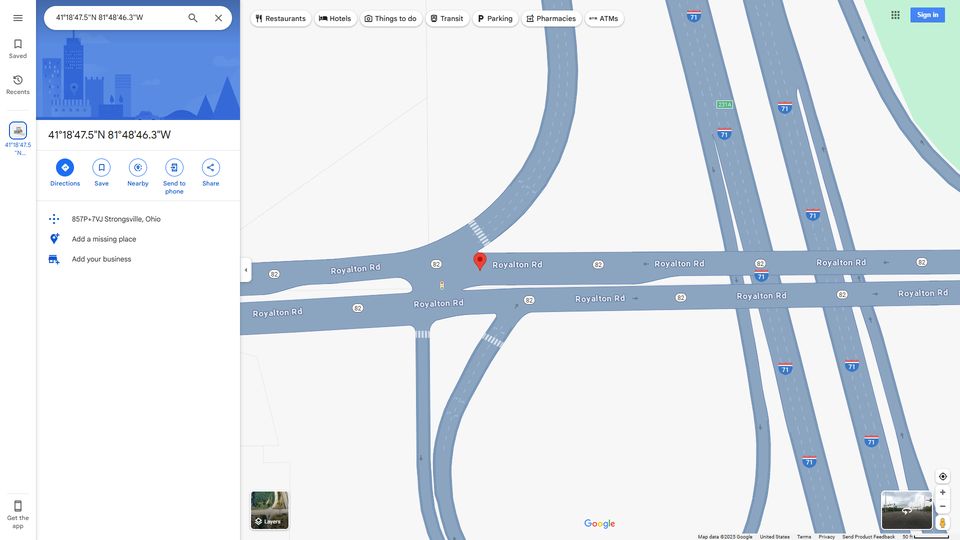 41°18'47.5"N 81°48'46.3"W
Restaurants
Hotels
Things to do
Transit
Parking
Pharmacies
ATMs
Sign in
Saved
Recents
41°18'47.5
"N...
41°18'47.5"N 81°48'46.3"W
Directions
Save
Nearby
Send to
phone
Share
857P+7VJ Strongsville, Ohio
Add a missing place
Add your business
Get the
app
71
231A
71
71
71
82
Royalton Rd
82
Royalton Rd
82
Royalton Rd
82
Royalton Rd
82
71
Royalton Rd
82
Royalton Rd
82
Royalton Rd
82
Royalton Rd
82
Royalton Rd
71
71
71
71
Layers
Google
Map data ©2025 Google
United States
Terms
Privacy
Send Product Feedback
50 ft